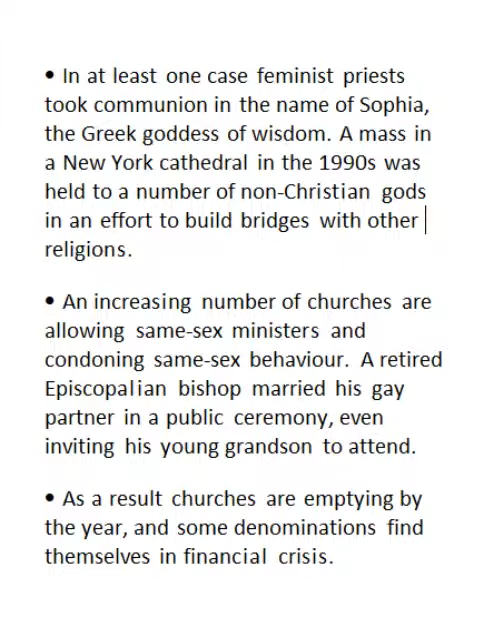 • In at least one case feminist priests
took communion in the name of Sophia,
the Greek goddess of wisdom. A mass in
a New York cathedral in the 1990s was
held to a number of non-Christian gods
in an effort to build bridges with other
religions.
• An increasing number of churches are
allowing same-sex ministers and
condoning same-sex behaviour. A retired
Episcopalian bishop married his gay
partner in a public ceremony, even
inviting his young grandson to attend.
• As a result churches are emptying by
the year, and some denominations find
themselves in financial crisis.